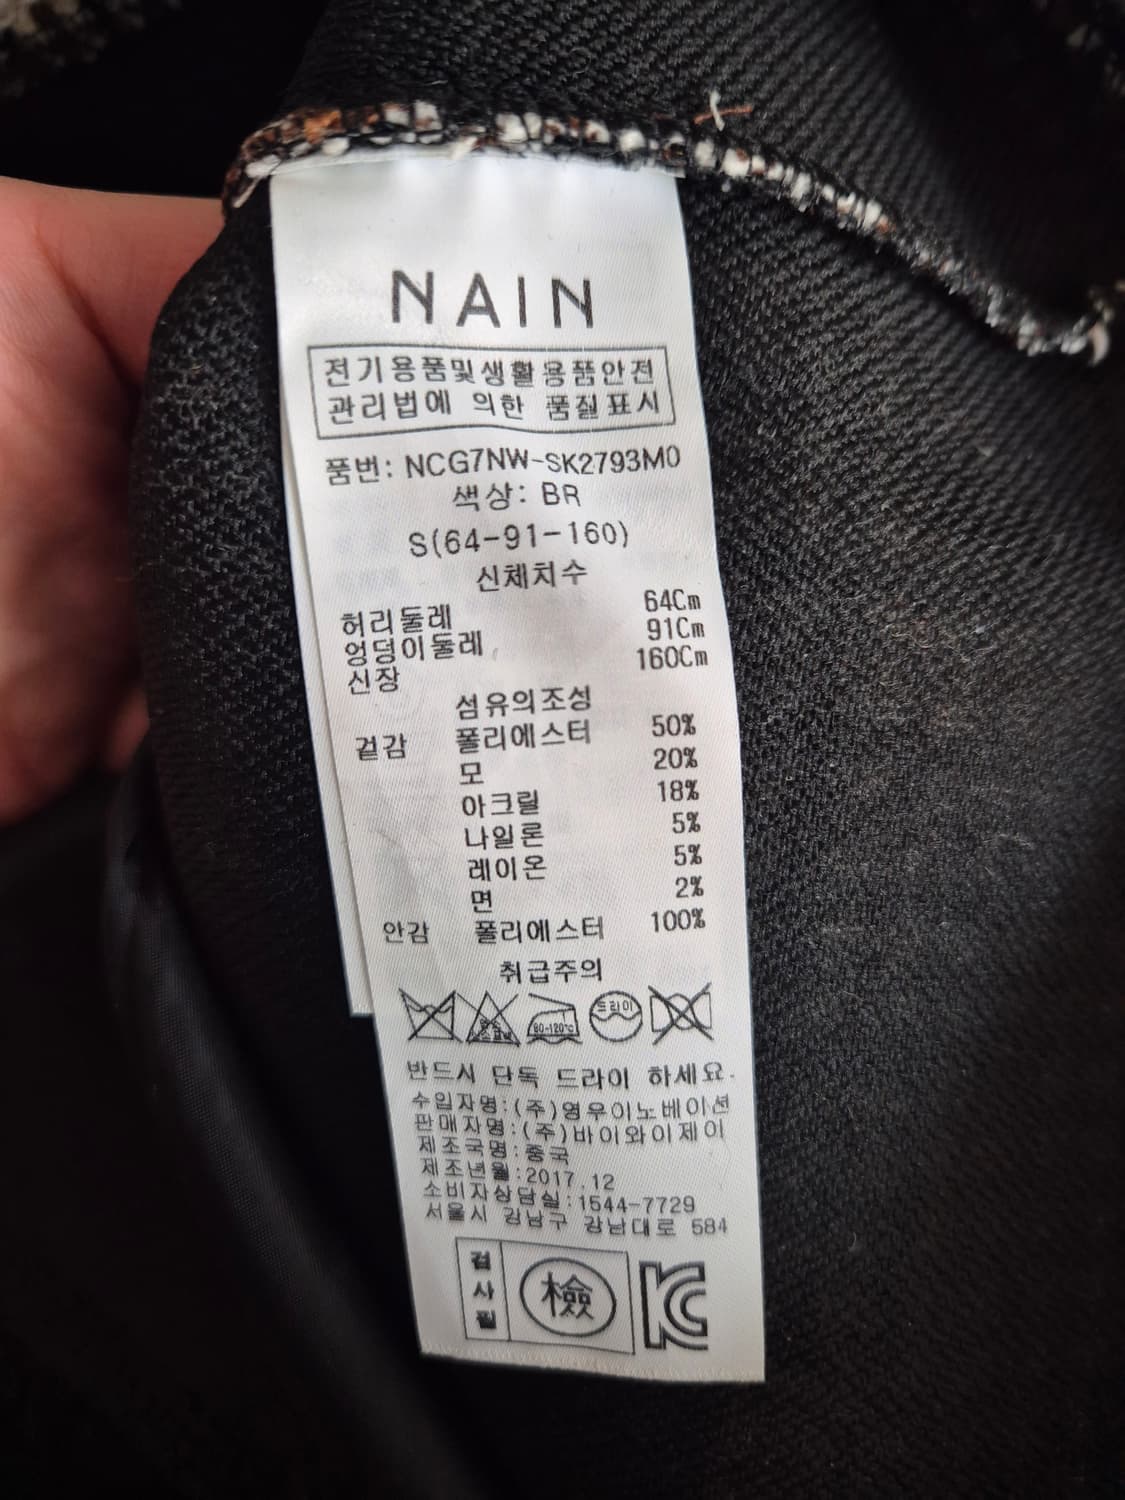 NAIN
전기용품및생활용품안전
관리법에 의한 품질표시
품번: NCG7NW-SK2793M0
색상: BR
S(64-91-160)
신체치수
허리둘레 64Cm
엉덩이둘레 91Cm
신장 160Cm
섬유의조성
겉감 폴리에스터 50%
모 20%
아크릴 18%
나일론 5%
레이온 5%
면 2%
안감 폴리에스터 100%
취급주의
80-120℃ 드라이
반드시 단독 드라이 하세요.
수입자명:(주)영우이노베이션
판매자명:(주)바이와이제이
제조국명:중국
제조년월:2017.12
소비자상담실:1544-7729
서울시 강남구 강남대로 584
검사필 檢 KC